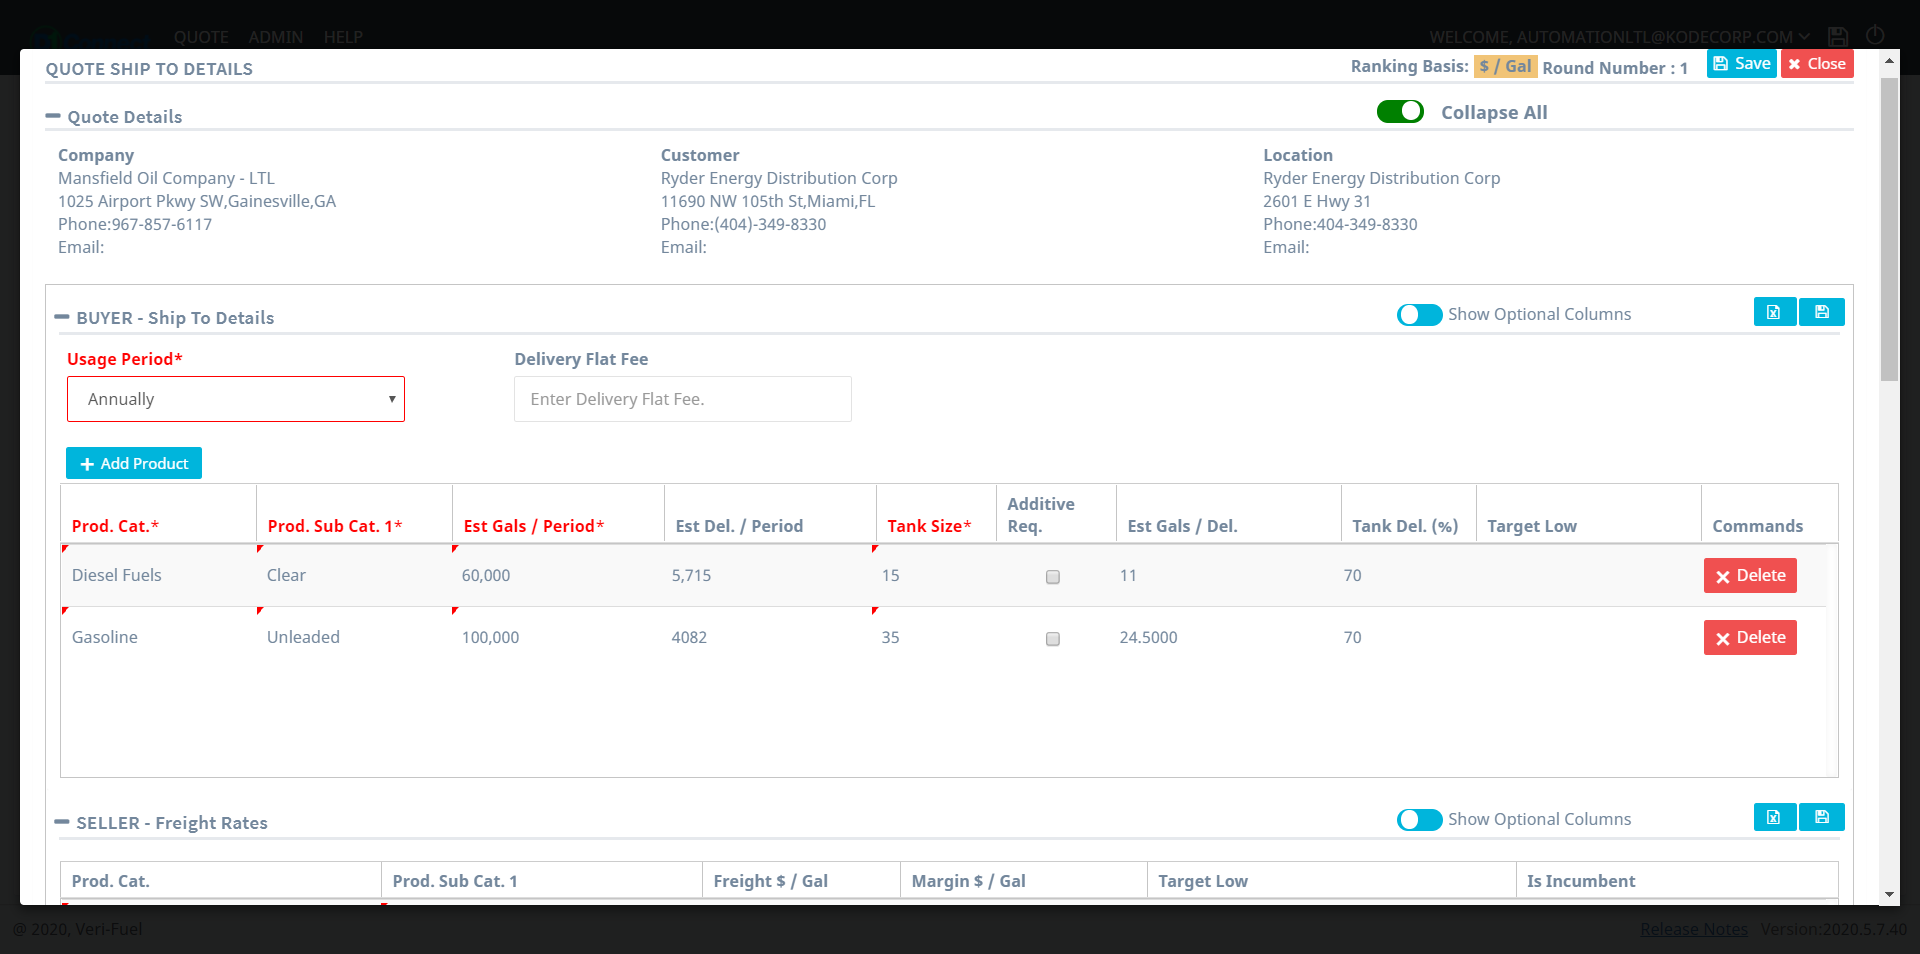 QUOTE ADMIN HELP
WELCOME, AUTOMATIONLTL@KODECORP.COM
QUOTE SHIP TO DETAILS
Ranking Basis: $ / Gal Round Number : 1
Save Close
Quote Details
Collapse All
Company
Mansfield Oil Company - LTL
1025 Airport Pkwy SW,Gainesville,GA
Phone:967-857-6117
Email:
Customer
Ryder Energy Distribution Corp
11690 NW 105th St,Miami,FL
Phone:(404)-349-8330
Email:
Location
Ryder Energy Distribution Corp
2601 E Hwy 31
Phone:404-349-8330
Email:
BUYER - Ship To Details
Show Optional Columns
Usage Period*
Annually
Delivery Flat Fee
Enter Delivery Flat Fee.
Add Product
Prod. Cat.* Prod. Sub Cat. 1* Est Gals / Period* Est Del. / Period Tank Size* Additive Req. Est Gals / Del. Tank Del. (%) Target Low Commands
Diesel Fuels Clear 60,000 5,715 15 11 70 Delete
Gasoline Unleaded 100,000 4082 35 24.5000 70 Delete
SELLER - Freight Rates
Show Optional Columns
Prod. Cat. Prod. Sub Cat. 1 Freight $ / Gal Margin $ / Gal Target Low Is Incumbent
@ 2020, Veri-Fuel
Release Notes Version:2020.5.7.40